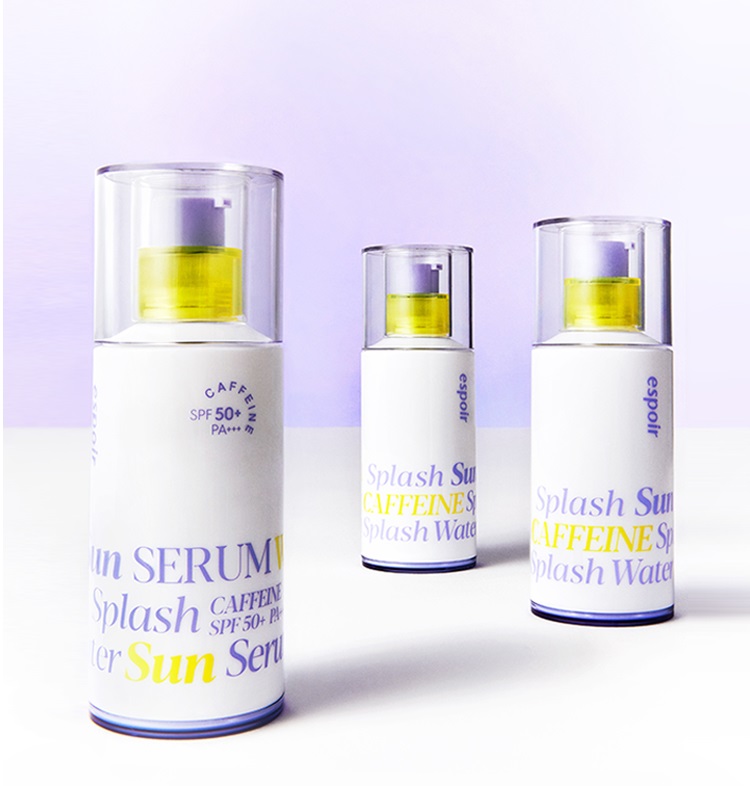 espoir
CAFFEINE
SPF 50+
PA+++
un SERUM W
Splash CAFFEINE
SPF 50+ PA+
ter Sun Seru
espoir
Splash Sun
CAFFEINE Sp
Splash Water
espoir
Splash Sun
CAFFEINE Sp
Splash Water